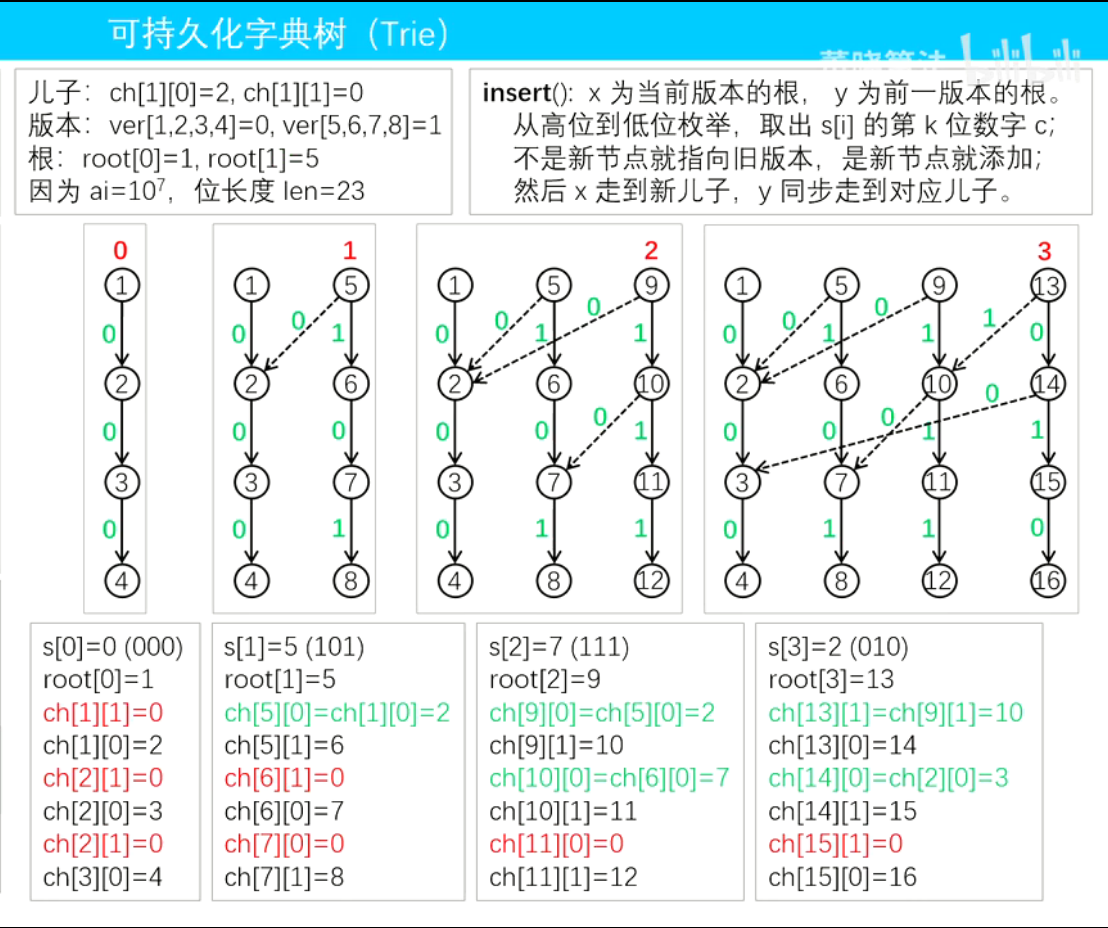 可持久化字典树（Trie）
董晓算法 bilibili
儿子：ch[1][0]=2, ch[1][1]=0
版本：ver[1,2,3,4]=0, ver[5,6,7,8]=1
根：root[0]=1, root[1]=5
因为 ai=10⁷，位长度 len=23
insert(): x 为当前版本的根， y 为前一版本的根。
从高位到低位枚举，取出 s[i] 的第 k 位数字 c;
不是新节点就指向旧版本，是新节点就添加;
然后 x 走到新儿子，y 同步走到对应儿子。
0
1
0
2
0
3
0
4
1
1 5
0 0 1
2 6
0 0
3 7
0 1
4 8
2
1 5 9
0 0 1 0 1
2 6 10
0 0 0 1
3 7 11
0 1 1
4 8 12
3
1 5 9 13
0 0 1 0 1 1 0
2 6 10 14
0 0 0 1 0 1
3 7 11 15
0 1 1 0
4 8 12 16
s[0]=0 (000)
root[0]=1
ch[1][1]=0
ch[1][0]=2
ch[2][1]=0
ch[2][0]=3
ch[2][1]=0
ch[3][0]=4
s[1]=5 (101)
root[1]=5
ch[5][0]=ch[1][0]=2
ch[5][1]=6
ch[6][1]=0
ch[6][0]=7
ch[7][0]=0
ch[7][1]=8
s[2]=7 (111)
root[2]=9
ch[9][0]=ch[5][0]=2
ch[9][1]=10
ch[10][0]=ch[6][0]=7
ch[10][1]=11
ch[11][0]=0
ch[11][1]=12
s[3]=2 (010)
root[3]=13
ch[13][1]=ch[9][1]=10
ch[13][0]=14
ch[14][0]=ch[2][0]=3
ch[14][1]=15
ch[15][1]=0
ch[15][0]=16